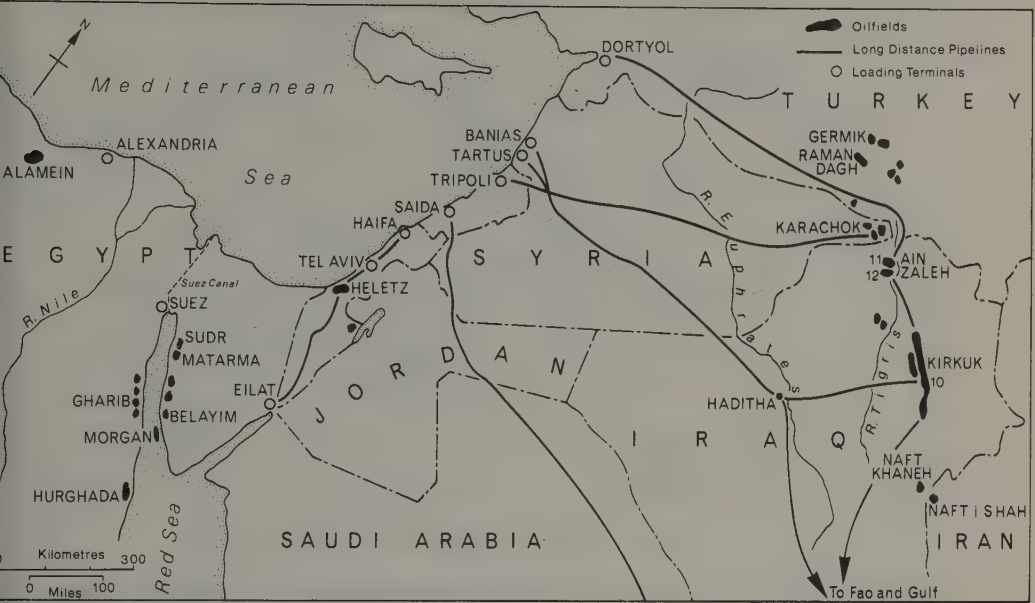 N
Oilfields
Long Distance Pipelines
Loading Terminals
DORTYOL
Mediterranean
TURKEY
GERMIK
RAMAN
DAGH
BANIAS
TARTUS
TRIPOLI
ALEXANDRIA
ALAMEIN
Sea
SAIDA
HAIFA
R. Euphrates
KARACHOK
EGYPT
TEL AVIV
SYRIA
11
12
AIN
ZALEH
Suez Canal
HELETZ
R. Nile
SUEZ
SUDR
MATARMA
JORDAN
R. Tigris
KIRKUK
10
GHARIB
BELAYIM
EILAT
HADITHA
MORGAN
IRAQ
NAFT
KHANEH
HURGHADA
NAFT i SHAH
Red Sea
SAUDI ARABIA
IRAN
Kilometres
300
0 Miles 100
To Fao and Gulf